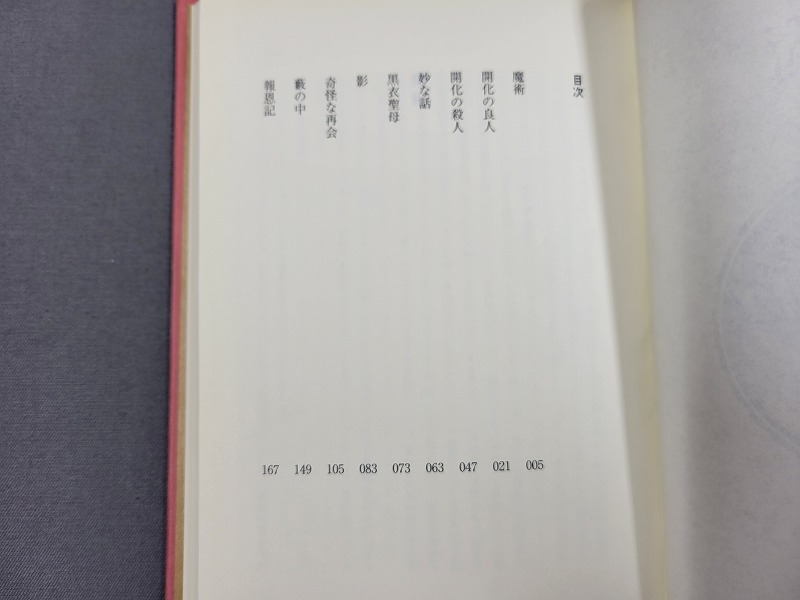 目次
魔術 005
開化の良人 021
開化の殺人 047
妙な話 063
黒衣聖母 073
影 083
奇怪な再会 105
藪の中 149
報恩記 167